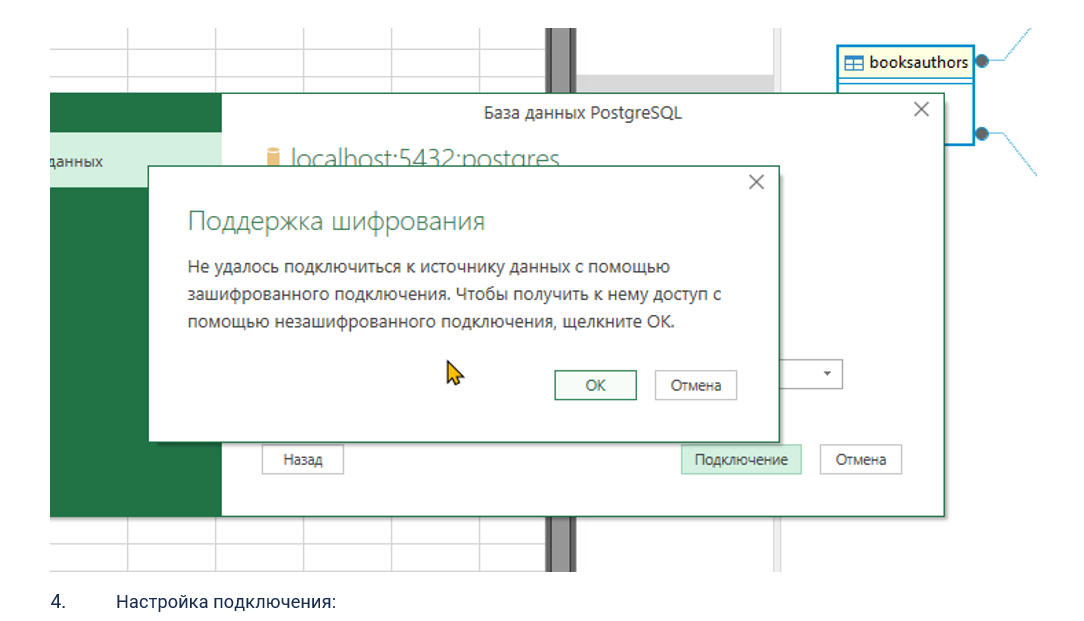 booksauthors
База данных PostgreSQL
данных
localhost:5432:postgres
Поддержка шифрования
Не удалось подключиться к источнику данных с помощью
зашифрованного подключения. Чтобы получить к нему доступ с
помощью незашифрованного подключения, щелкните ОК.
ОК
Отмена
Назад
Подключение
Отмена
4. Настройка подключения: